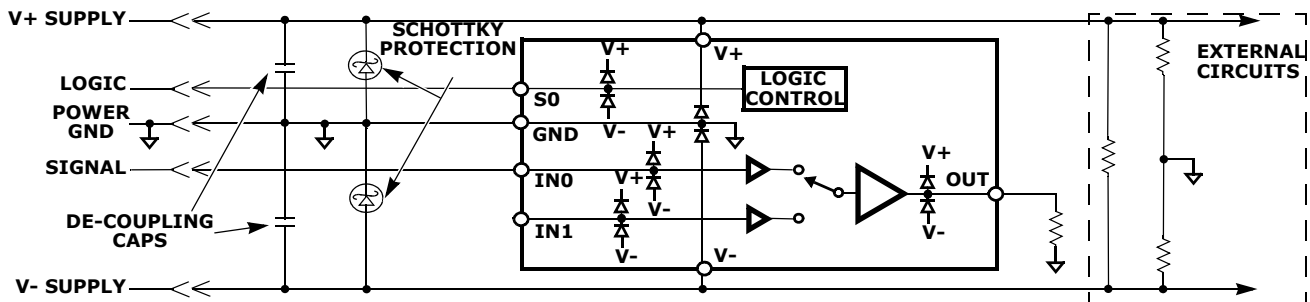 V+ SUPPLY
LOGIC
POWER
GND
SIGNAL
DE-COUPLING
CAPS
V- SUPPLY
SCHOTTKY
PROTECTION
V+
V-
S0
GND
IN0
IN1
V+
V-
V+
V-
V+
V-
LOGIC
CONTROL
V+
OUT
V-
EXTERNAL
CIRCUITS